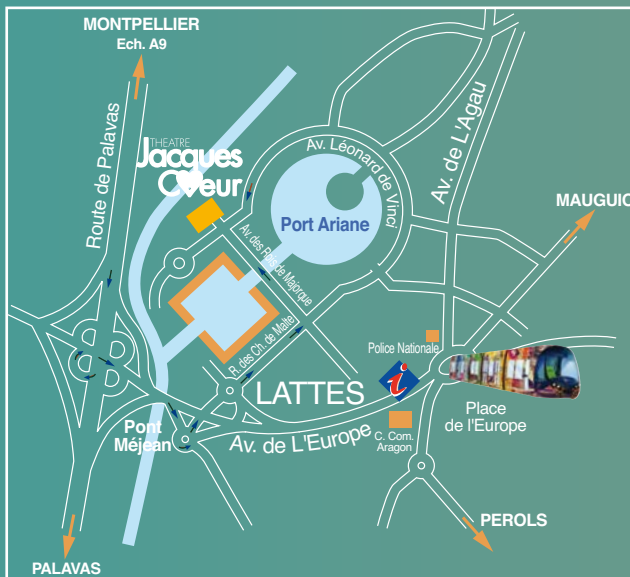 MONTPELLIER
Ech. A9
Route de Palavas
THEATRE
Jacques
Cœur
Av. Léonard de Vinci
Port Ariane
Av. de L'Agau
MAUGUIO
Av. des Rois de Majorque
R. des Ch. de Malte
Police Nationale
i
LATTES
Place
de l'Europe
Pont
Méjean
Av. de L'Europe
C. Com.
Aragon
PEROLS
PALAVAS